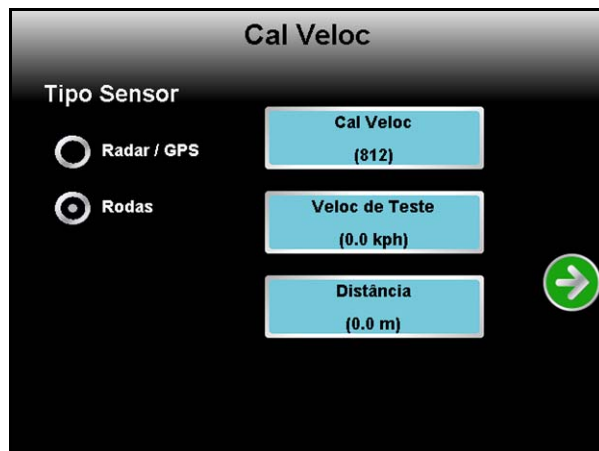 Cal Veloc
Tipo Sensor
Radar / GPS
Rodas
Cal Veloc
(812)
Veloc de Teste
(0.0 kph)
Distância
(0.0 m)